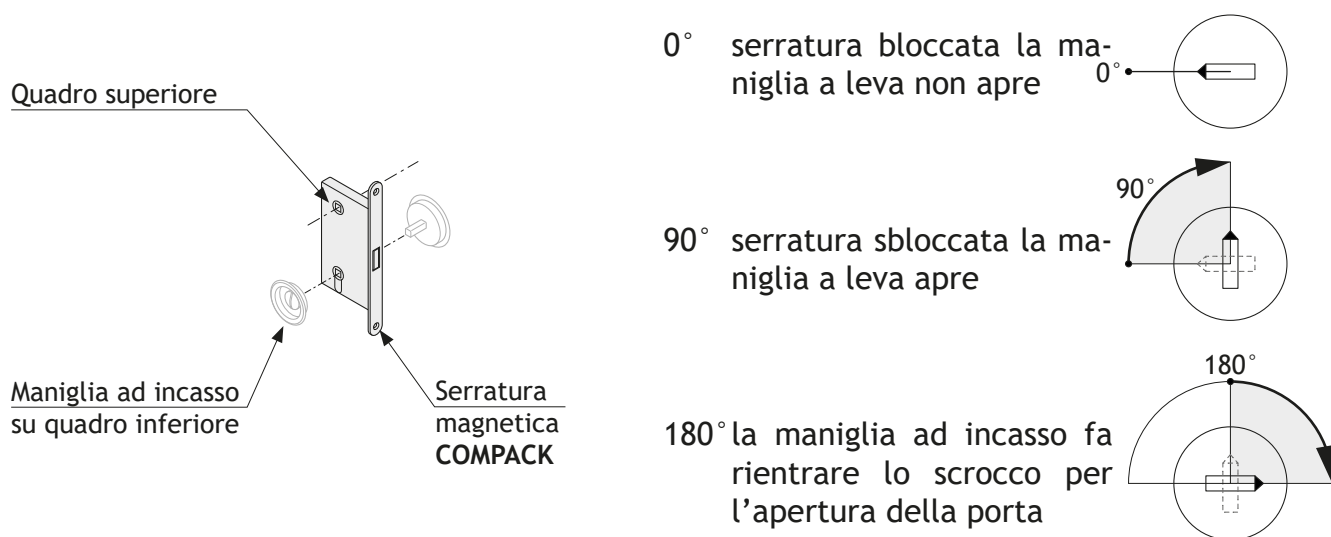 Quadro superiore
Maniglia ad incasso
su quadro inferiore
Serratura
magnetica
COMPACK
0° serratura bloccata la ma-
niglia a leva non apre
0°
90° serratura sbloccata la ma-
niglia a leva apre
90°
180° la maniglia ad incasso fa
rientrare lo scrocco per
l’apertura della porta
180°